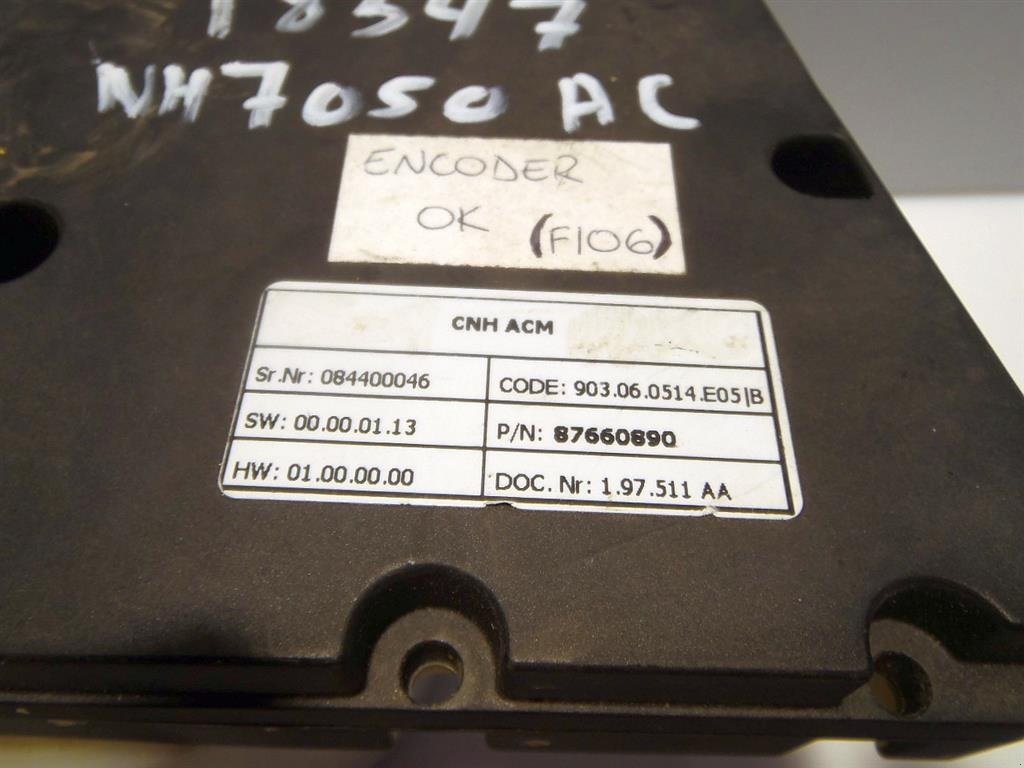 18347
NH7050 AC
ENCODER
OK (F106)
CNH ACM
Sr.Nr: 084400046
CODE: 903.06.0514.E05|B
SW: 00.00.01.13
P/N: 87660890
HW: 01.00.00.00
DOC. Nr: 1.97.511 AA